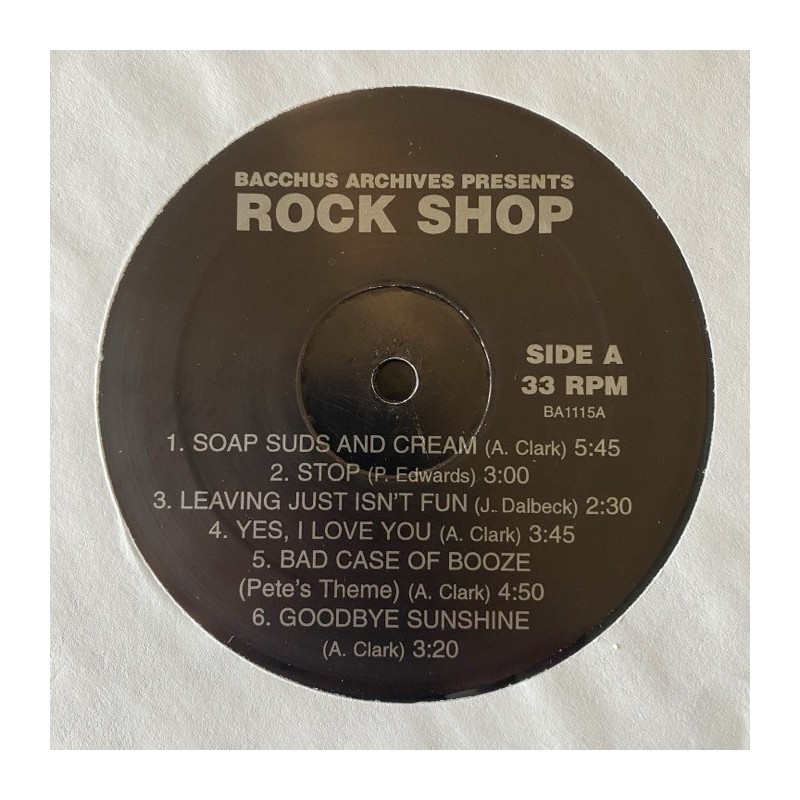 BACCHUS ARCHIVES PRESENTS
ROCK SHOP
SIDE A
33 RPM
BA1115A
1. SOAP SUDS AND CREAM (A. Clark) 5:45
2. STOP (P. Edwards) 3:00
3. LEAVING JUST ISN'T FUN (J. Dalbeck) 2:30
4. YES, I LOVE YOU (A. Clark) 3:45
5. BAD CASE OF BOOZE
(Pete's Theme) (A. Clark) 4:50
6. GOODBYE SUNSHINE
(A. Clark) 3:20